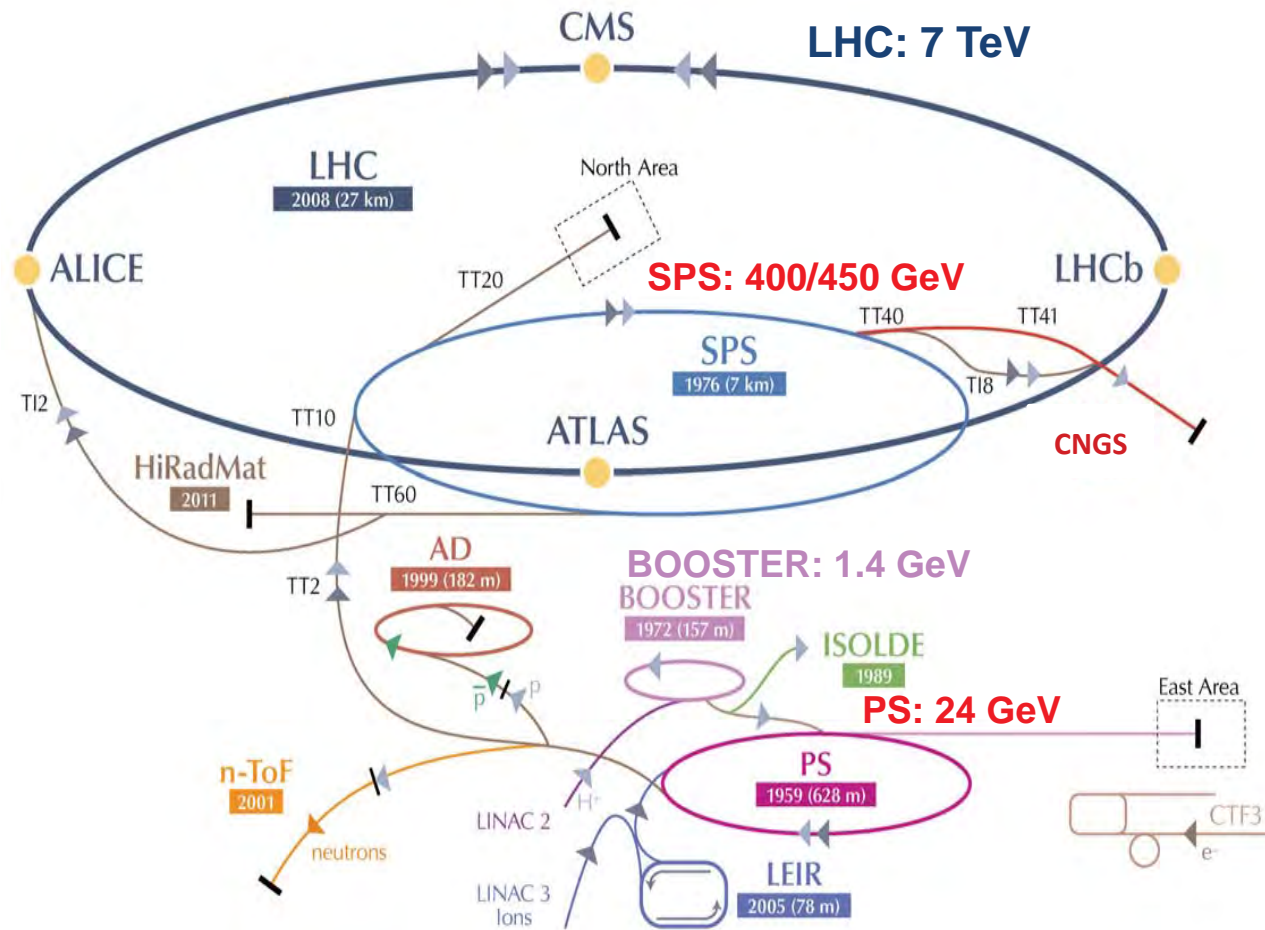 CMS
LHC: 7 TeV
LHC
2008 (27 km)
North Area
ALICE
TT20
SPS: 400/450 GeV
LHCb
TT40
TT41
SPS
1976 (7 km)
TI8
TI2
TT10
ATLAS
CNGS
HiRadMat
2011
TT60
AD
1999 (182 m)
BOOSTER: 1.4 GeV
BOOSTER
1972 (157 m)
TT2
ISOLDE
1989
p̅
p
East Area
PS: 24 GeV
n-ToF
2001
PS
1959 (628 m)
H⁺
LINAC 2
neutrons
CTF3
e⁻
LINAC 3
Ions
LEIR
2005 (78 m)